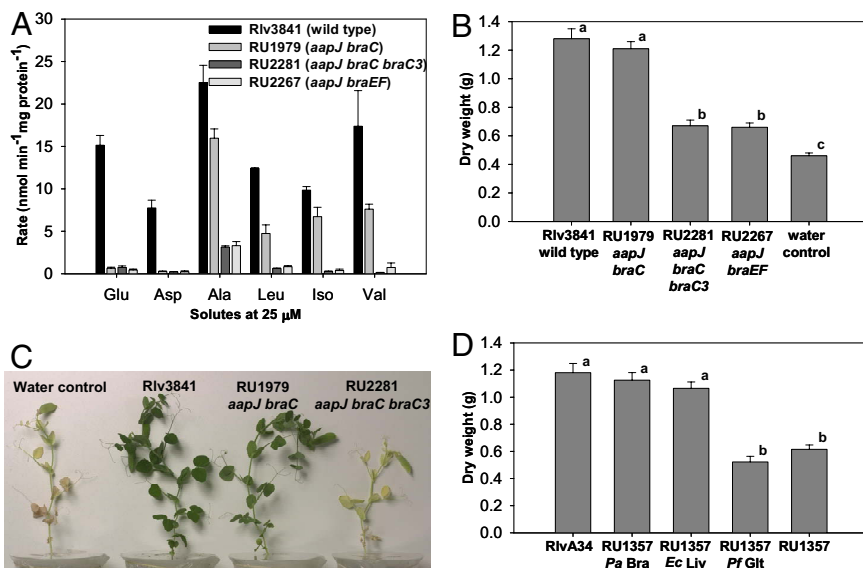 A
30
25
20
15
10
5
0
Rate (nmol min⁻¹mg protein⁻¹)
Rlv3841 (wild type)
RU1979 (aapJ braC)
RU2281 (aapJ braC braC3)
RU2267 (aapJ braEF)
Glu Asp Ala Leu Iso Val
Solutes at 25 μM
B
1.4
1.2
1.0
0.8
0.6
0.4
0.2
0.0
Dry weight (g)
a a b b c
Rlv3841 RU1979 RU2281 RU2267 water
wild type aapJ aapJ aapJ control
braC braC braEF
braC3
C
Water control Rlv3841 RU1979 RU2281
aapJ braC aapJ braC braC3
D
1.4
1.2
1.0
0.8
0.6
0.4
0.2
0.0
Dry weight (g)
a a a b b
RlvA34 RU1357 RU1357 RU1357 RU1357
Pa Bra Ec Liv Pf Glt